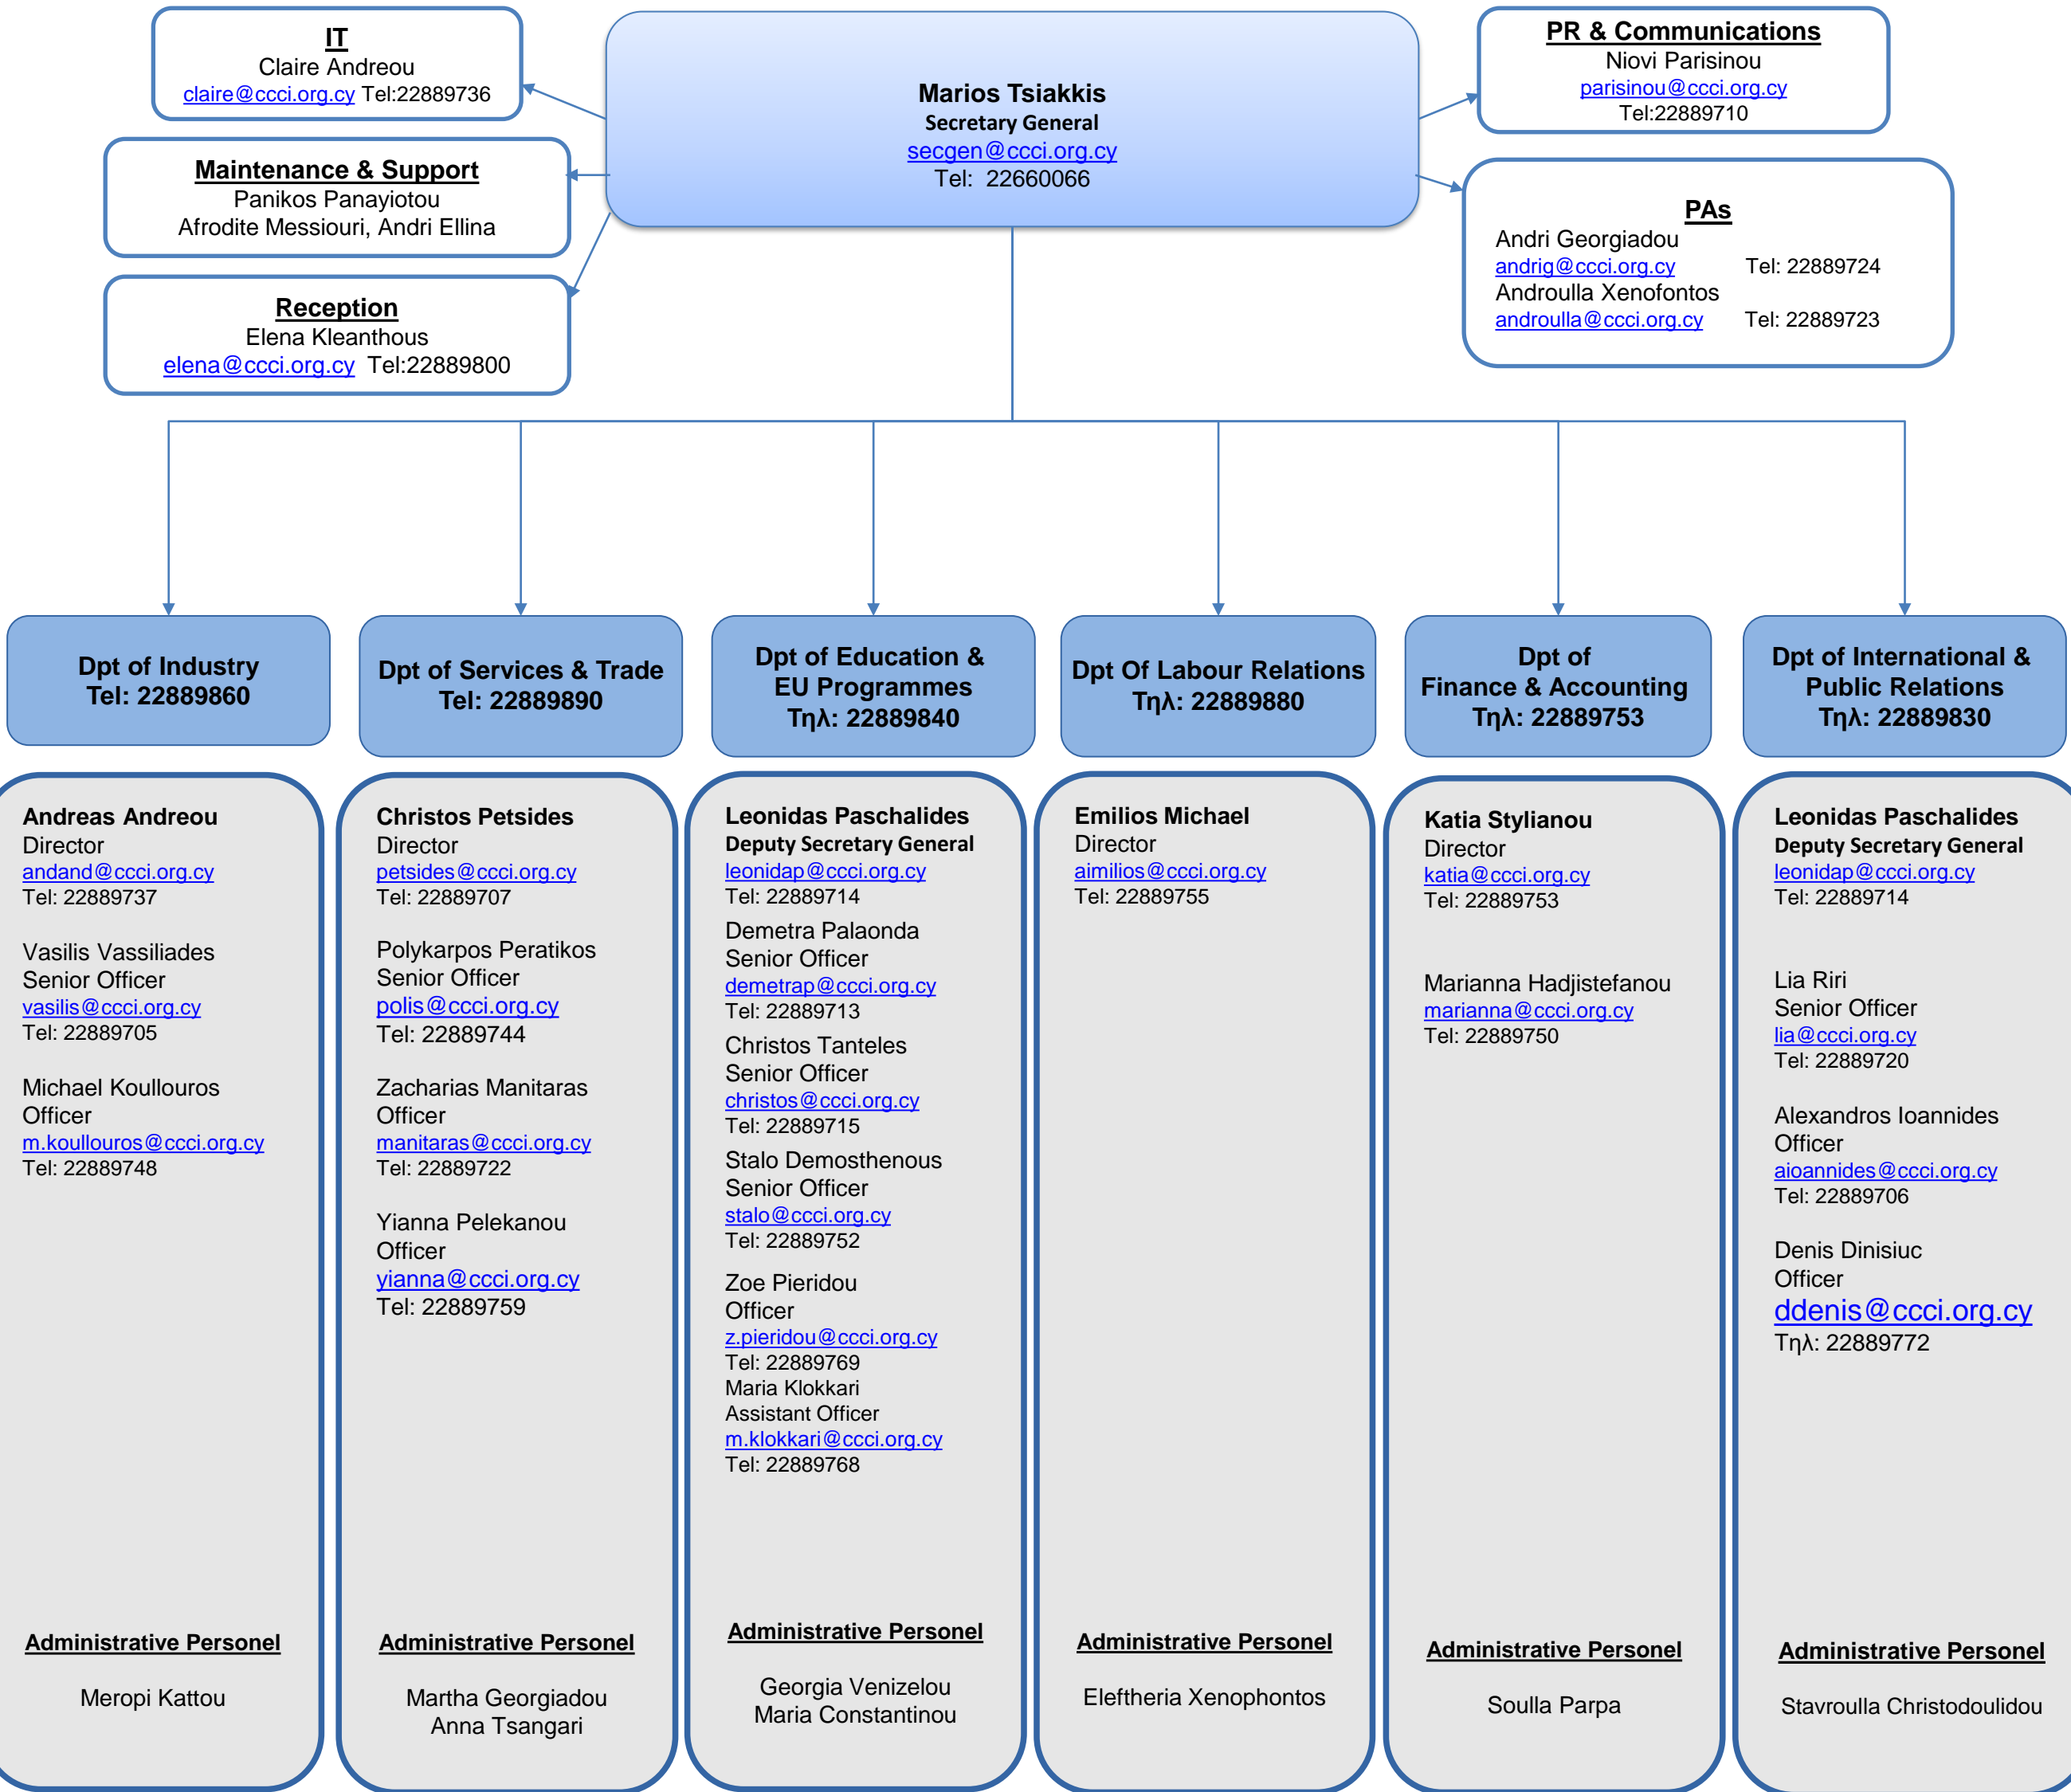 IT
Claire Andreou
claire@ccci.org.cy Tel:22889736
Maintenance & Support
Panikos Panayiotou
Afrodite Messiouri, Andri Ellina
Reception
Elena Kleanthous
elena@ccci.org.cy Tel:22889800
Marios Tsiakkis
Secretary General
secgen@ccci.org.cy
Tel: 22660066
PR & Communications
Niovi Parisinou
parisinou@ccci.org.cy
Tel:22889710
PAs
Andri Georgiadou
andrig@ccci.org.cy Tel: 22889724
Androulla Xenofontos
androulla@ccci.org.cy Tel: 22889723
Dpt of Industry
Tel: 22889860
Andreas Andreou
Director
andand@ccci.org.cy
Tel: 22889737
Vasilis Vassiliades
Senior Officer
vasilis@ccci.org.cy
Tel: 22889705
Michael Koullouros
Officer
m.koullouros@ccci.org.cy
Tel: 22889748
Administrative Personel
Meropi Kattou
Dpt of Services & Trade
Tel: 22889890
Christos Petsides
Director
petsides@ccci.org.cy
Tel: 22889707
Polykarpos Peratikos
Senior Officer
polis@ccci.org.cy
Tel: 22889744
Zacharias Manitaras
Officer
manitaras@ccci.org.cy
Tel: 22889722
Yianna Pelekanou
Officer
yianna@ccci.org.cy
Tel: 22889759
Administrative Personel
Martha Georgiadou
Anna Tsangari
Dpt of Education &
EU Programmes
Τηλ: 22889840
Leonidas Paschalides
Deputy Secretary General
leonidap@ccci.org.cy
Tel: 22889714
Demetra Palaonda
Senior Officer
demetrap@ccci.org.cy
Tel: 22889713
Christos Tanteles
Senior Officer
christos@ccci.org.cy
Tel: 22889715
Stalo Demosthenous
Senior Officer
stalo@ccci.org.cy
Tel: 22889752
Zoe Pieridou
Officer
z.pieridou@ccci.org.cy
Tel: 22889769
Maria Klokkari
Assistant Officer
m.klokkari@ccci.org.cy
Tel: 22889768
Administrative Personel
Georgia Venizelou
Maria Constantinou
Dpt Of Labour Relations
Τηλ: 22889880
Emilios Michael
Director
aimilios@ccci.org.cy
Tel: 22889755
Administrative Personel
Eleftheria Xenophontos
Dpt of
Finance & Accounting
Τηλ: 22889753
Katia Stylianou
Director
katia@ccci.org.cy
Tel: 22889753
Marianna Hadjistefanou
marianna@ccci.org.cy
Tel: 22889750
Administrative Personel
Soulla Parpa
Dpt of International &
Public Relations
Τηλ: 22889830
Leonidas Paschalides
Deputy Secretary General
leonidap@ccci.org.cy
Tel: 22889714
Lia Riri
Senior Officer
lia@ccci.org.cy
Tel: 22889720
Alexandros Ioannides
Officer
aioannides@ccci.org.cy
Tel: 22889706
Denis Dinisiuc
Officer
ddenis@ccci.org.cy
Τηλ: 22889772
Administrative Personel
Stavroulla Christodoulidou